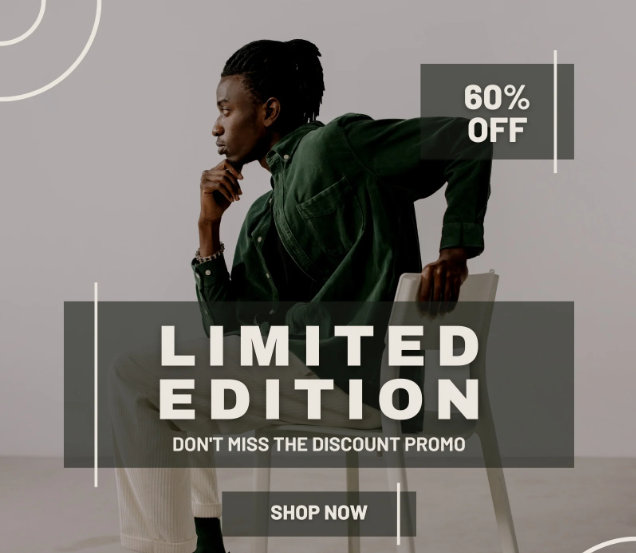 60%
OFF
LIMITED
EDITION
DON'T MISS THE DISCOUNT PROMO
SHOP NOW